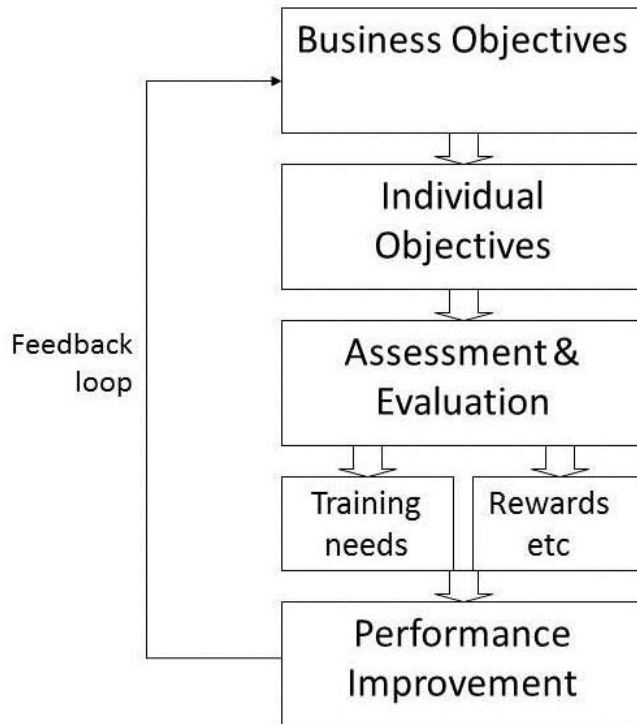 Business Objectives
Individual
Objectives
Feedback
loop
Assessment &
Evaluation
Training
needs
Rewards
etc
Performance
Improvement